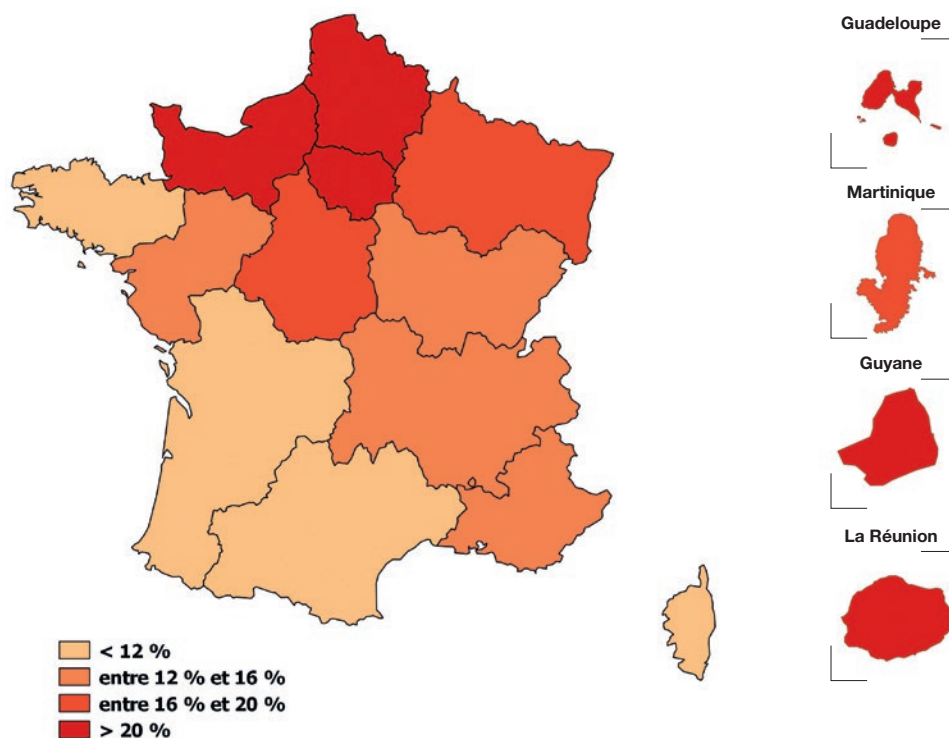 Guadeloupe
Martinique
Guyane
La Réunion
< 12 %
entre 12 % et 16 %
entre 16 % et 20 %
> 20 %